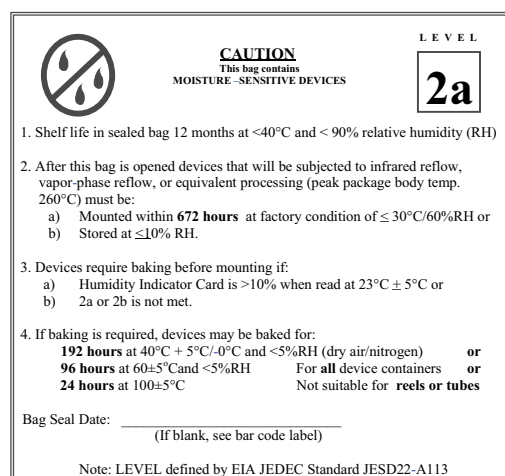 LEVEL
CAUTION
This bag contains
MOISTURE –SENSITIVE DEVICES
2a
1. Shelf life in sealed bag 12 months at <40°C and < 90% relative humidity (RH)
2. After this bag is opened devices that will be subjected to infrared reflow,
vapor-phase reflow, or equivalent processing (peak package body temp.
260°C) must be:
a) Mounted within 672 hours at factory condition of ≤ 30°C/60%RH or
b) Stored at ≤10% RH.
3. Devices require baking before mounting if:
a) Humidity Indicator Card is >10% when read at 23°C ± 5°C or
b) 2a or 2b is not met.
4. If baking is required, devices may be baked for:
192 hours at 40°C + 5°C/-0°C and <5%RH (dry air/nitrogen) or
96 hours at 60±5°Cand <5%RH For all device containers or
24 hours at 100±5°C Not suitable for reels or tubes
Bag Seal Date: ______________________________
(If blank, see bar code label)
Note: LEVEL defined by EIA JEDEC Standard JESD22-A113